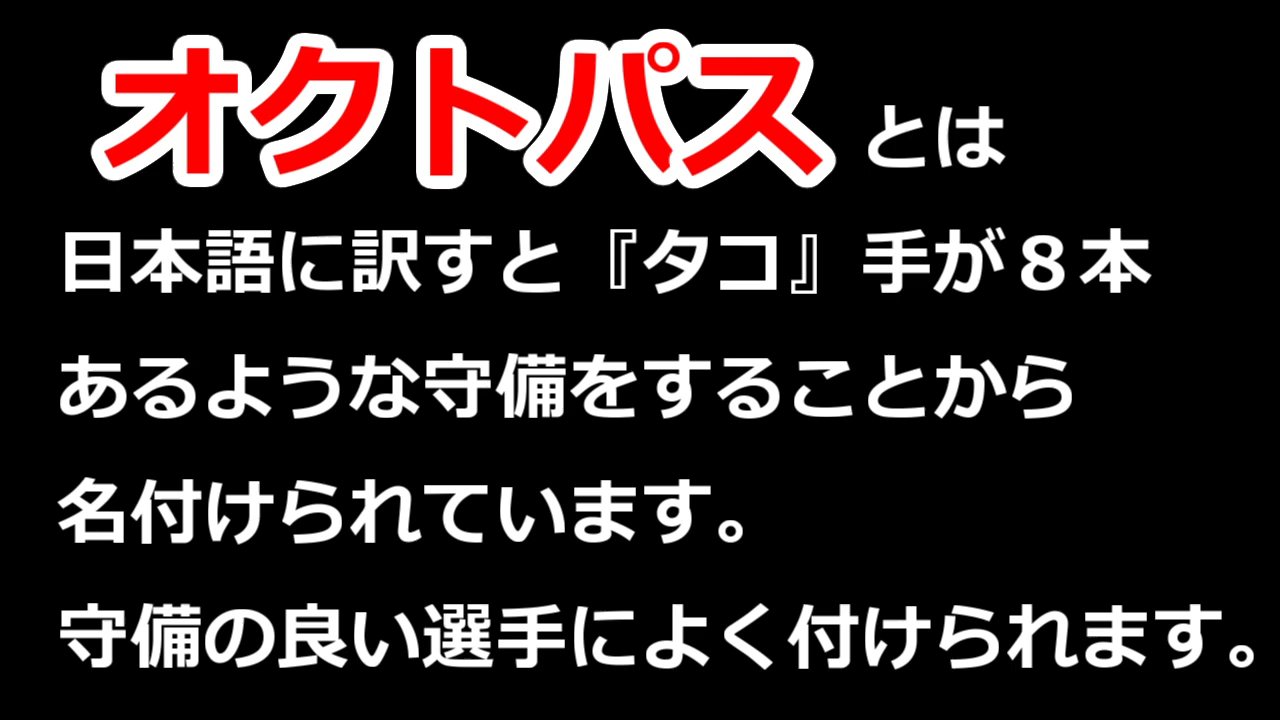 オクトパスとは
日本語に訳すと『タコ』手が８本
あるような守備をすることから
名付けられています。
守備の良い選手によく付けられます。